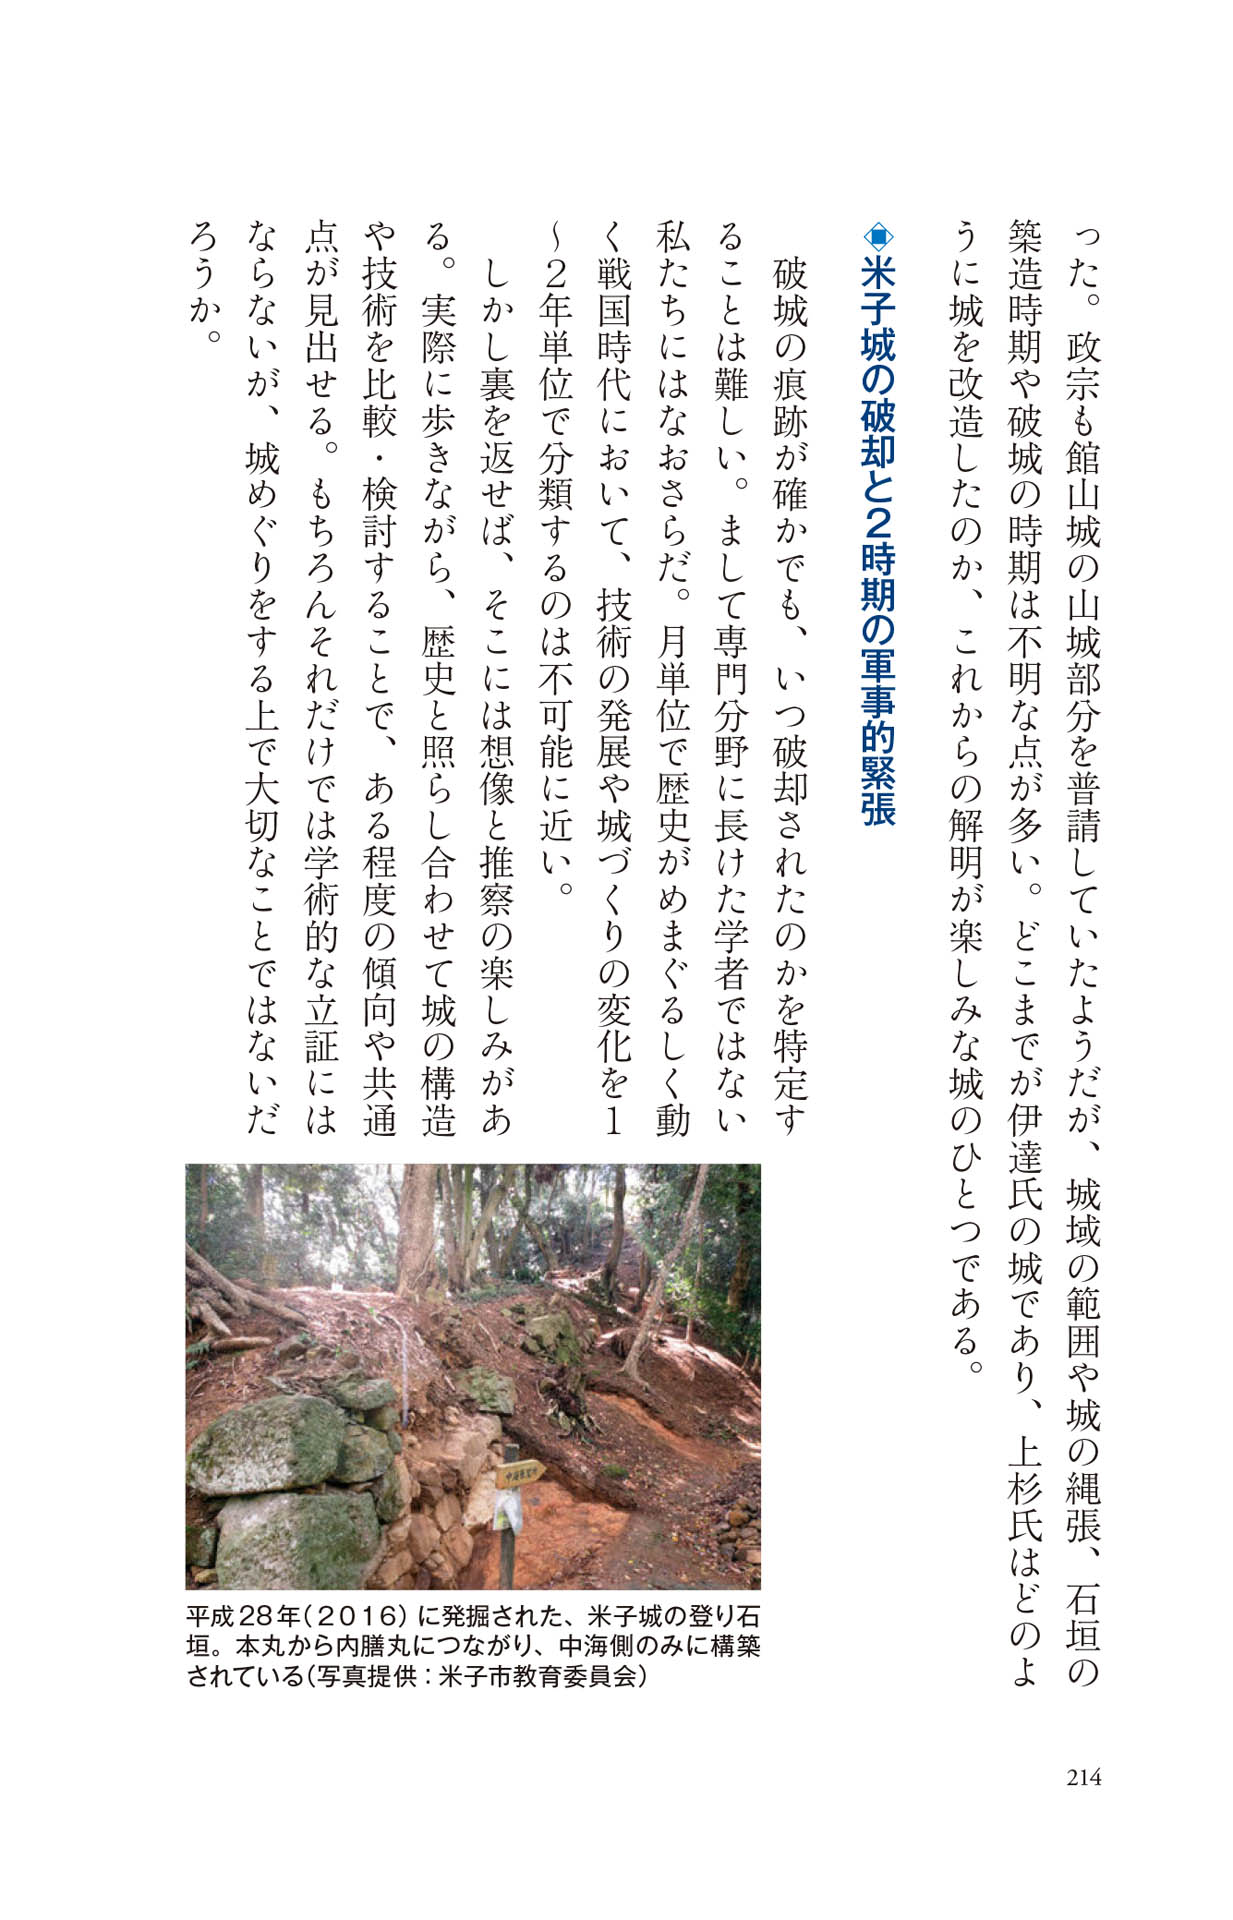 った。政宗も館山城の山城部分を普請していたようだが、城域の範囲や城の縄張、石垣の
築造時期や破城の時期は不明な点が多い。どこまでが伊達氏の城であり、上杉氏はどのよ
うに城を改造したのか、これからの解明が楽しみな城のひとつである。
◈米子城の破却と2時期の軍事的緊張
破城の痕跡が確かでも、いつ破却されたのかを特定す
ることは難しい。まして専門分野に長けた学者ではない
私たちにはなおさらだ。月単位で歴史がめまぐるしく動
く戦国時代において、技術の発展や城づくりの変化を1
〜2年単位で分類するのは不可能に近い。
しかし裏を返せば、そこには想像と推察の楽しみがあ
る。実際に歩きながら、歴史と照らし合わせて城の構造
や技術を比較・検討することで、ある程度の傾向や共通
点が見出せる。もちろんそれだけでは学術的な立証には
ならないが、城めぐりをする上で大切なことではないだ
ろうか。
平成28年(2016)に発掘された、米子城の登り石
垣。本丸から内膳丸につながり、中海側のみに構築
されている(写真提供:米子市教育委員会)
214